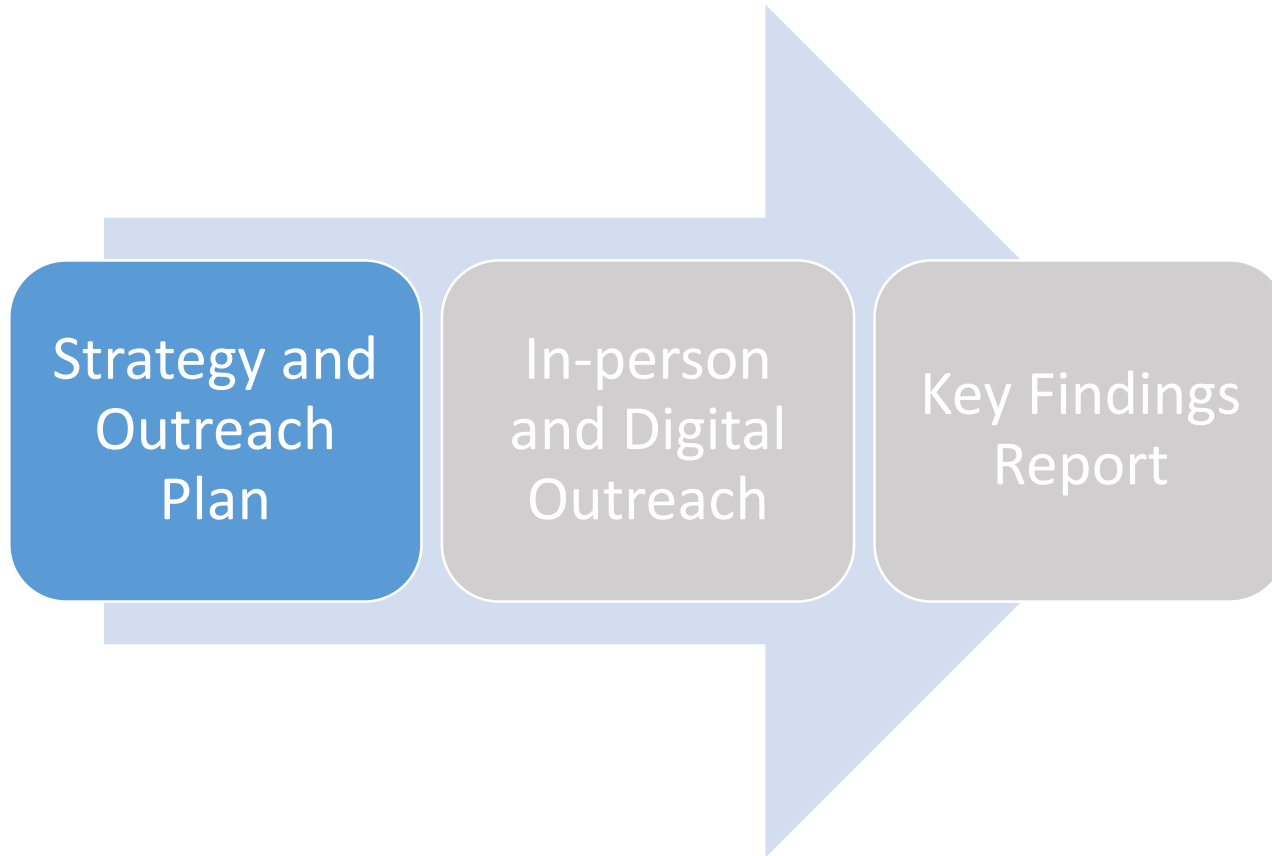 Strategy and
Outreach
Plan
In-person
and Digital
Outreach
Key Findings
Report